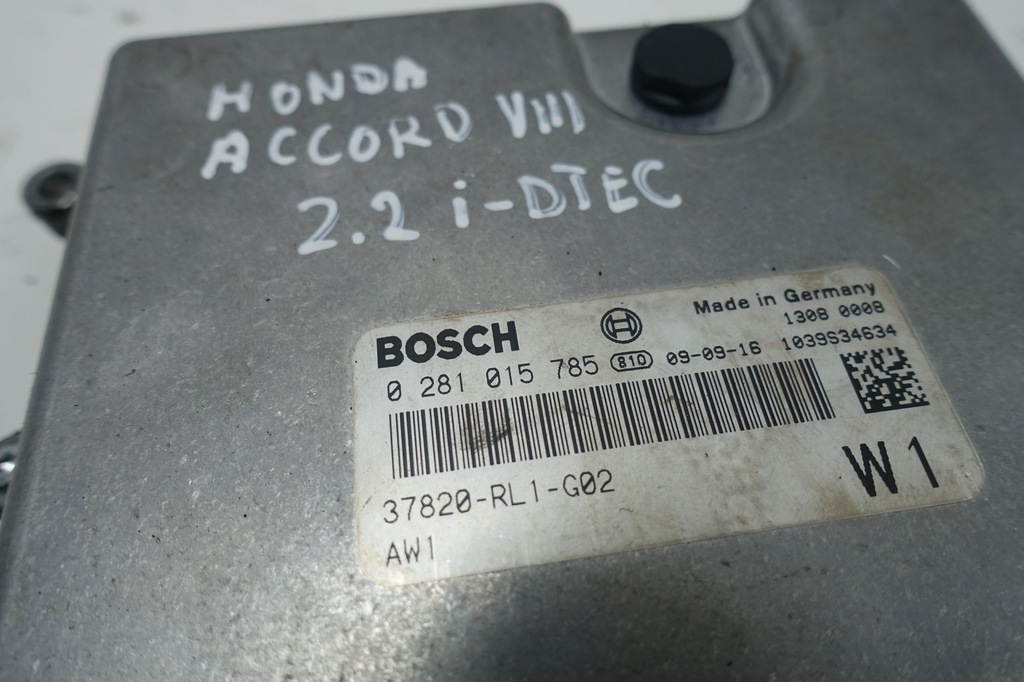 HONDA
ACCORD VIII
2.2 i-DTEC
BOSCH
Made in Germany
1308 0008
0 281 015 785 810 09-09-16 1039S34634
37820-RL1-G02
W1
AW1